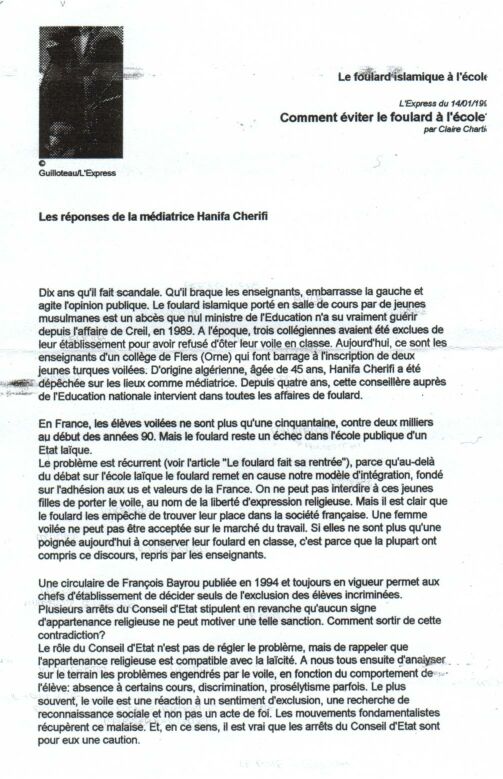 Le foulard islamique à l'école
L'Express du 14/01/19
Comment éviter le foulard à l'école
par Claire Charti
©
Guilloteau/L'Express
Les réponses de la médiatrice Hanifa Cherifi
Dix ans qu'il fait scandale. Qu'il braque les enseignants, embarrasse la gauche et
agite l'opinion publique. Le foulard islamique porté en salle de cours par de jeunes
musulmanes est un abcès que nul ministre de l'Education n'a su vraiment guérir
depuis l'affaire de Creil, en 1989. A l'époque, trois collégiennes avaient été exclues de
leur établissement pour avoir refusé d'ôter leur voile en classe. Aujourd'hui, ce sont les
enseignants d'un collège de Flers (Orne) qui font barrage à l'inscription de deux
jeunes turques voilées. D'origine algérienne, âgée de 45 ans, Hanifa Cherifi a été
dépêchée sur les lieux comme médiatrice. Depuis quatre ans, cette conseillère auprès
de l'Education nationale intervient dans toutes les affaires de foulard.
En France, les élèves voilées ne sont plus qu'une cinquantaine, contre deux milliers
au début des années 90. Mais le foulard reste un échec dans l'école publique d'un
Etat laïque.
Le problème est récurrent (voir l'article "Le foulard fait sa rentrée"), parce qu'au-delà
du débat sur l'école laïque le foulard remet en cause notre modèle d'intégration, fondé
sur l'adhésion aux us et valeurs de la France. On ne peut pas interdire à ces jeunes
filles de porter le voile, au nom de la liberté d'expression religieuse. Mais il est clair que
le foulard les empêche de trouver leur place dans la société française. Une femme
voilée ne peut pas être acceptée sur le marché du travail. Si elles ne sont plus qu'une
poignée aujourd'hui à conserver leur foulard en classe, c'est parce que la plupart ont
compris ce discours, repris par les enseignants.
Une circulaire de François Bayrou publiée en 1994 et toujours en vigueur permet aux
chefs d'établissement de décider seuls de l'exclusion des élèves incriminées.
Plusieurs arrêts du Conseil d'Etat stipulent en revanche qu'aucun signe
d'appartenance religieuse ne peut motiver une telle sanction. Comment sortir de cette
contradiction?
Le rôle du Conseil d'Etat n'est pas de régler le problème, mais de rappeler que
l'appartenance religieuse est compatible avec la laïcité. A nous tous ensuite d'analyser
sur le terrain les problèmes engendrés par le voile, en fonction du comportement de
l'élève: absence à certains cours, discrimination, prosélytisme parfois. Le plus
souvent, le voile est une réaction à un sentiment d'exclusion, une recherche de
reconnaissance sociale et non pas un acte de foi. Les mouvements fondamentalistes
récupèrent ce malaise. Et, en ce sens, il est vrai que les arrêts du Conseil d'Etat sont
pour eux une caution.